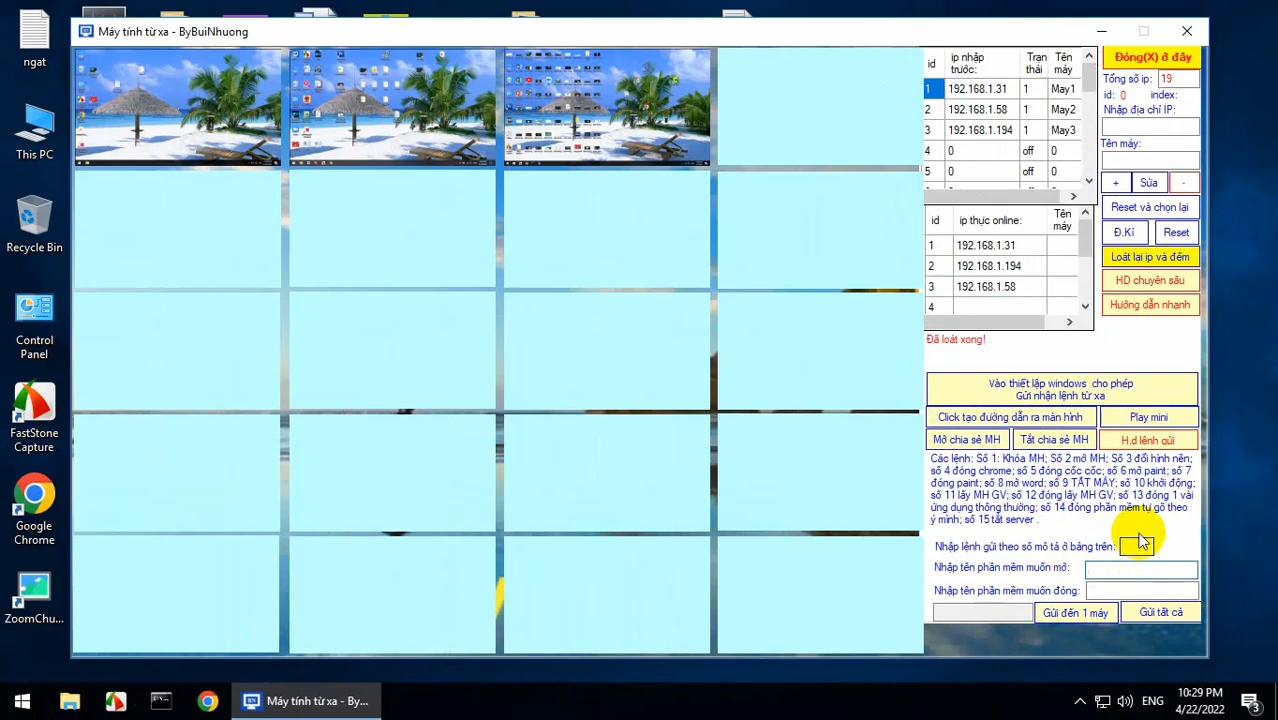 Máy tính từ xa - ByBuiNhuong
ngat
This PC
Recycle Bin
Control
Panel
FastStone
Capture
Google
Chrome
ZoomChu...
id
ip nhập
trước:
Trạn
thái
Tên
máy
1 192.168.1.31 1 May1
2 192.168.1.58 1 May2
3 192.168.1.194 1 May3
4 0 off 0
5 0 off 0
id
ip thực online:
Tên
máy
1 192.168.1.31
2 192.168.1.194
3 192.168.1.58
4
Đã loát xong!
Đóng(X) ở đây
Tổng số ip: 19
id: 0 index:
Nhập địa chỉ IP:
Tên máy:
+ Sửa -
Reset và chọn lại
Đ.Kí Reset
Loát lại ip và đếm
HD chuyên sâu
Hướng dẫn nhanh
Vào thiết lập windows cho phép
Gửi nhận lệnh từ xa
Click tạo đường dẫn ra màn hình
Play mini
Mở chia sẻ MH
Tắt chia sẻ MH
H.d lệnh gửi
Các lệnh: Số 1: Khóa MH; Số 2 mở MH; Số 3 đổi hình nền;
số 4 đóng chrome; số 5 đóng cốc cốc; số 6 mở paint; số 7
đóng paint; số 8 mở word; số 9 TẮT MÁY; số 10 khởi động;
số 11 lấy MH GV; số 12 đóng lấy MH GV; số 13 đóng 1 vài
ứng dụng thông thường; số 14 đóng phần mềm tự gõ theo
ý mình; số 15 tắt server .
Nhập lệnh gửi theo số mô tả ở bảng trên:
Nhập tên phần mềm muốn mở:
Nhập tên phần mềm muốn đóng:
Gửi đến 1 máy
Gửi tất cả
Máy tính từ xa - By...
ENG
10:29 PM
4/22/2022
3